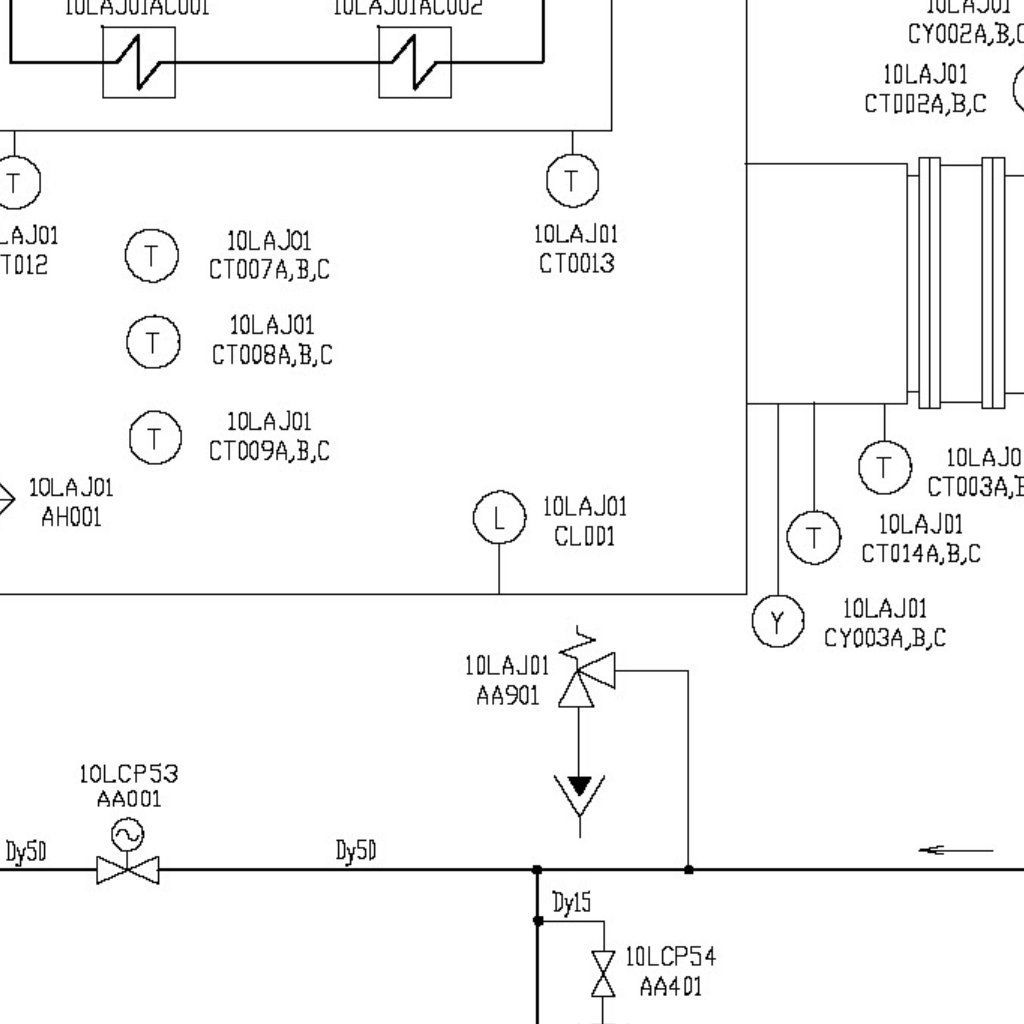 10LAJ01AC001
10LAJ01AC002
10LAJ01
CY002A,B,C
10LAJ01
CT002A,B,C
T
T
LAJ01
T012
T
10LAJ01
CT007A,B,C
10LAJ01
CT0013
T
10LAJ01
CT008A,B,C
T
10LAJ01
CT009A,B,C
T
10LAJ0
CT003A,B
10LAJ01
AH001
L
10LAJ01
CL001
T
10LAJ01
CT014A,B,C
Y
10LAJ01
CY003A,B,C
10LAJ01
AA901
10LCP53
AA001
Dy50
Dy50
Dy15
10LCP54
AA401